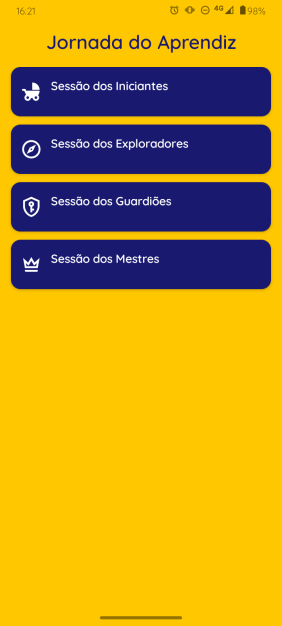 16:21
4G
98%
Jornada do Aprendiz
Sessão dos Iniciantes
Sessão dos Exploradores
Sessão dos Guardiões
Sessão dos Mestres